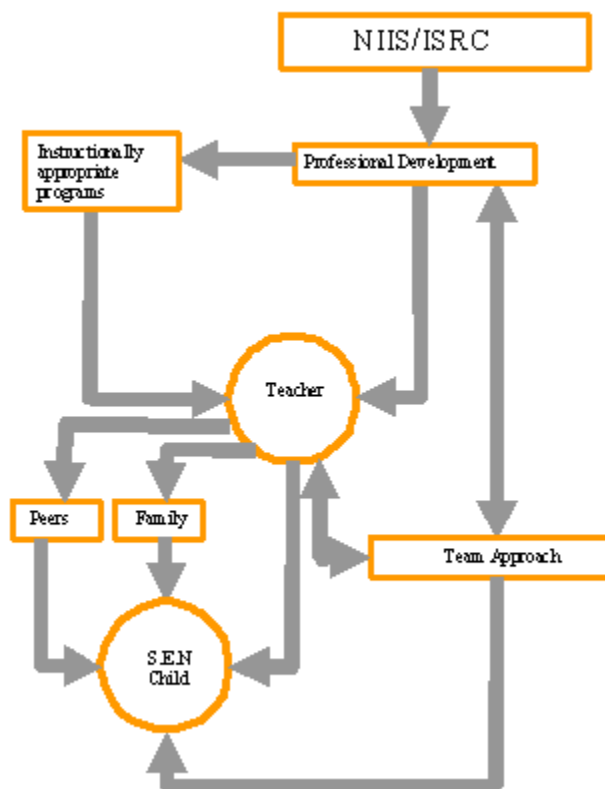 NIIS/ISRC
Instructionally
appropriate
programs
Professional Development
Teacher
Peers
Family
Team Approach
S.E.N
Child